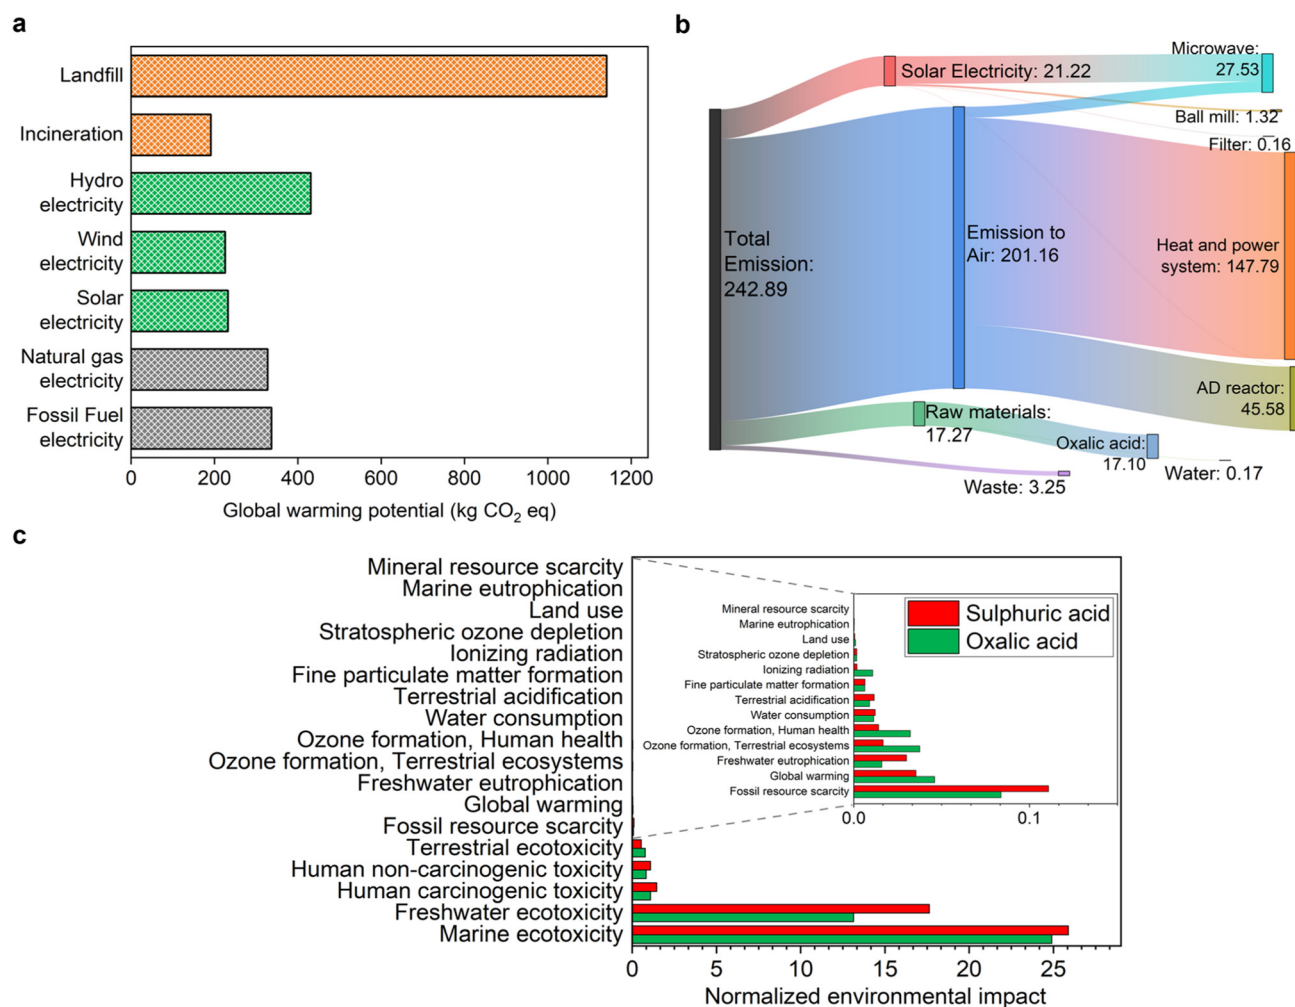 a
Landfill
Incineration
Hydro
electricity
Wind
electricity
Solar
electricity
Natural gas
electricity
Fossil Fuel
electricity
0 200 400 600 800 1000 1200
Global warming potential (kg CO₂ eq)
b
Microwave:
27.53
Solar Electricity: 21.22
Ball mill: 1.32
Filter: 0.16
Total
Emission:
242.89
Emission to
Air: 201.16
Heat and power
system: 147.79
AD reactor:
45.58
Raw materials:
17.27
Oxalic acid:
17.10
Water: 0.17
Waste: 3.25
c
Mineral resource scarcity
Marine eutrophication
Land use
Stratospheric ozone depletion
Ionizing radiation
Fine particulate matter formation
Terrestrial acidification
Water consumption
Ozone formation, Human health
Ozone formation, Terrestrial ecosystems
Freshwater eutrophication
Global warming
Fossil resource scarcity
Terrestrial ecotoxicity
Human non-carcinogenic toxicity
Human carcinogenic toxicity
Freshwater ecotoxicity
Marine ecotoxicity
0 5 10 15 20 25
Normalized environmental impact
Sulphuric acid
Oxalic acid
Mineral resource scarcity
Marine eutrophication
Land use
Stratospheric ozone depletion
Ionizing radiation
Fine particulate matter formation
Terrestrial acidification
Water consumption
Ozone formation, Human health
Ozone formation, Terrestrial ecosystems
Freshwater eutrophication
Global warming
Fossil resource scarcity
0.0 0.1